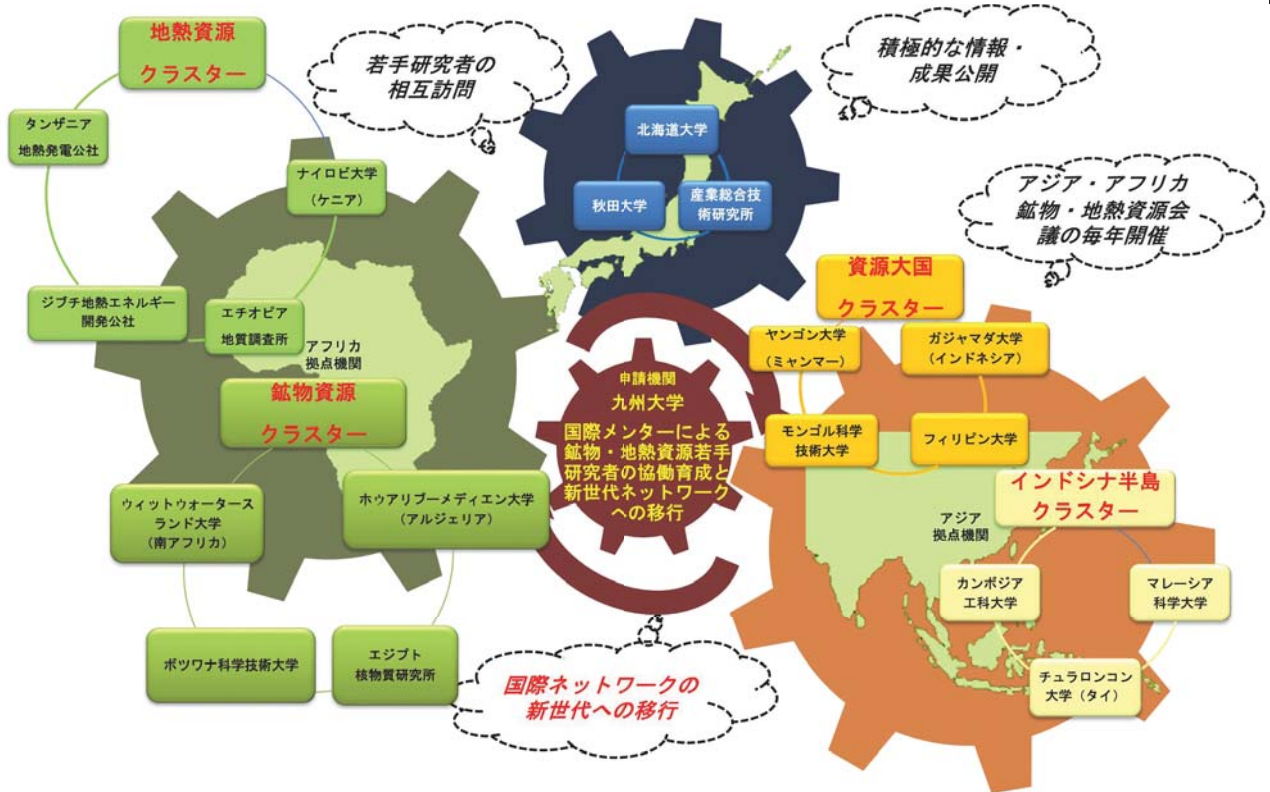 地熱資源
クラスター
タンザニア
地熱発電公社
ナイロビ大学
(ケニア)
ジブチ地熱エネルギー
開発公社
エチオピア
地質調査所
アフリカ
拠点機関
鉱物資源
クラスター
ウィットウォータース
ランド大学
(南アフリカ)
ホウアリブーメディエン大学
(アルジェリア)
ボツワナ科学技術大学
エジプト
核物質研究所
若手研究者の
相互訪問
北海道大学
秋田大学
産業総合技
術研究所
積極的な情報・
成果公開
アジア・アフリカ
鉱物・地熱資源会
議の毎年開催
申請機関
九州大学
国際メンターによる
鉱物・地熱資源若手
研究者の協働育成と
新世代ネットワーク
への移行
国際ネットワークの
新世代への移行
資源大国
クラスター
ヤンゴン大学
(ミャンマー)
ガジャマダ大学
(インドネシア)
モンゴル科学
技術大学
フィリピン大学
インドシナ半島
クラスター
アジア
拠点機関
カンボジア
工科大学
マレーシア
科学大学
チュラロンコン
大学(タイ)